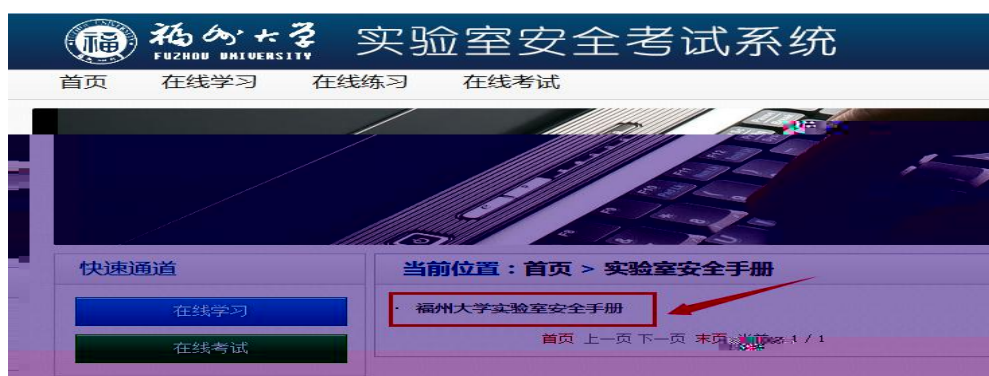 福州大学 实验室安全考试系统
FUZHOU UNIVERSITY
首页 在线学习 在线练习 在线考试
快速通道
当前位置：首页 > 实验室安全手册
在线学习
· 福州大学实验室安全手册
首页 上一页 下一页 末页 1 / 1
在线考试